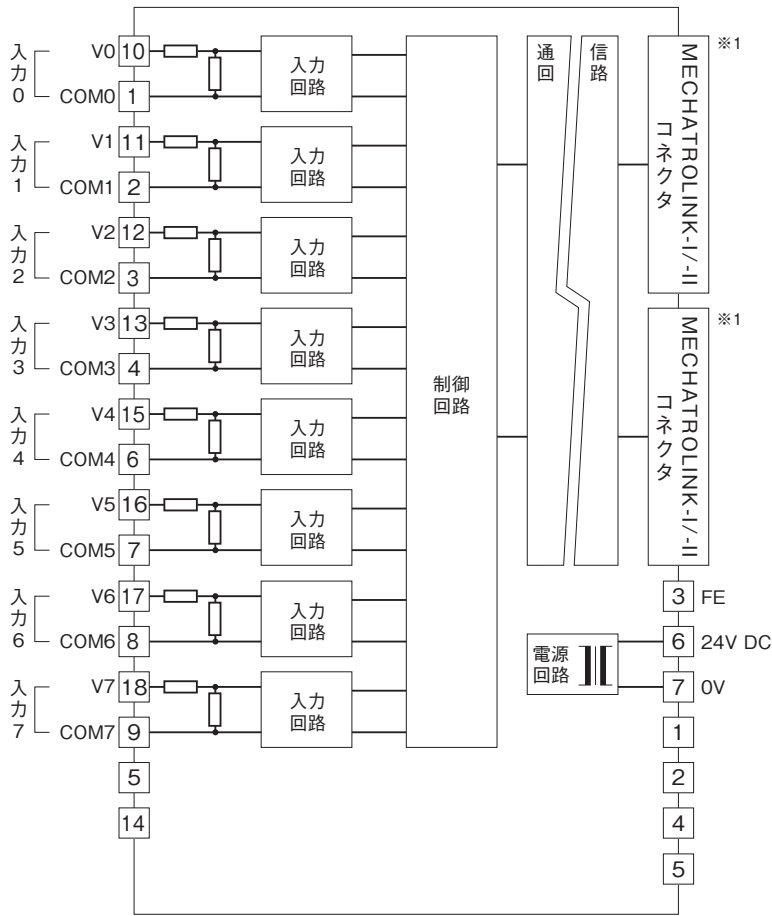 入力0
V0 10
COM0 1
入力回路
入力1
V1 11
COM1 2
入力回路
入力2
V2 12
COM2 3
入力回路
入力3
V3 13
COM3 4
入力回路
入力4
V4 15
COM4 6
入力回路
入力5
V5 16
COM5 7
入力回路
入力6
V6 17
COM6 8
入力回路
入力7
V7 18
COM7 9
入力回路
5
14
制御
回路
通信
回路
MECHATROLINK-I/-II
コネクタ
※1
MECHATROLINK-I/-II
コネクタ
※1
電源
回路
3 FE
6 24V DC
7 0V
1
2
4
5